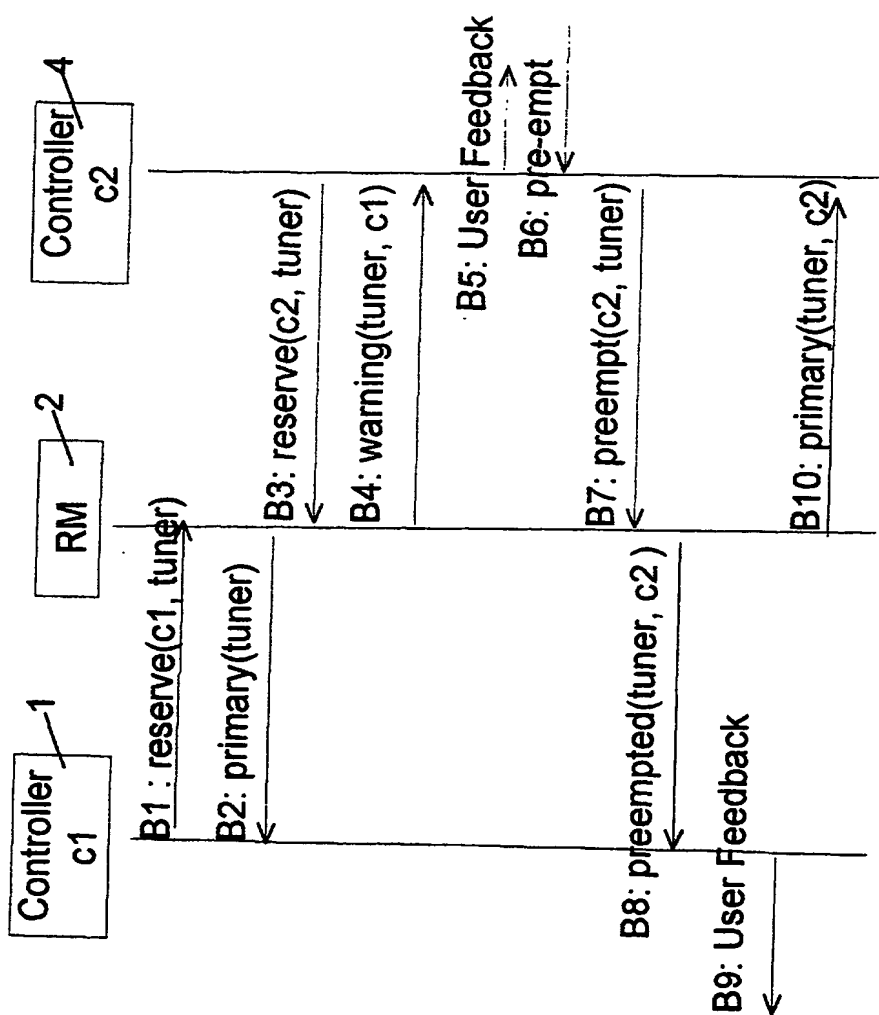 Controller
c1
1
RM
2
Controller
c2
4
B1 : reserve(c1, tuner)
B2: primary(tuner)
B3: reserve(c2, tuner)
B4: warning(tuner, c1)
B5: User Feedback
B6: pre-empt
B7: preempt(c2, tuner)
B8: preempted(tuner, c2)
B9: User Feedback
B10: primary(tuner, c2)